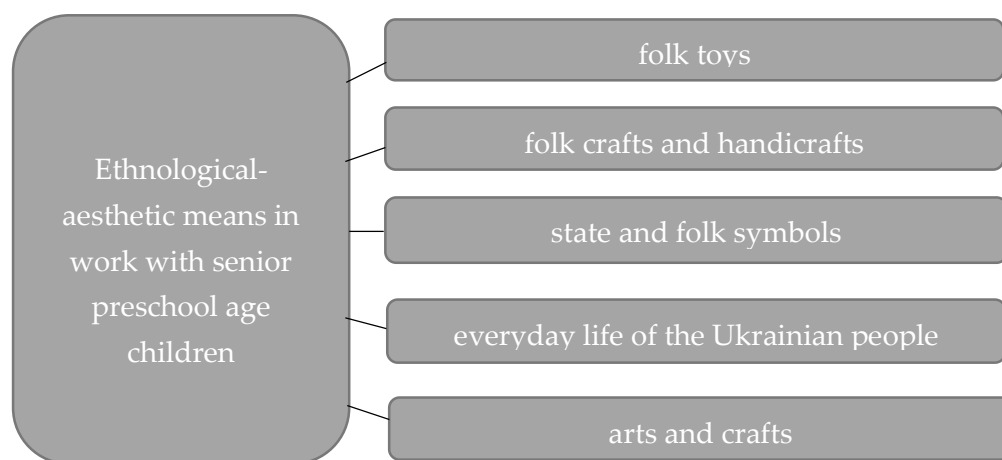 Ethnological-
aesthetic means in
work with senior
preschool age
children
folk toys
folk crafts and handicrafts
state and folk symbols
everyday life of the Ukrainian people
arts and crafts